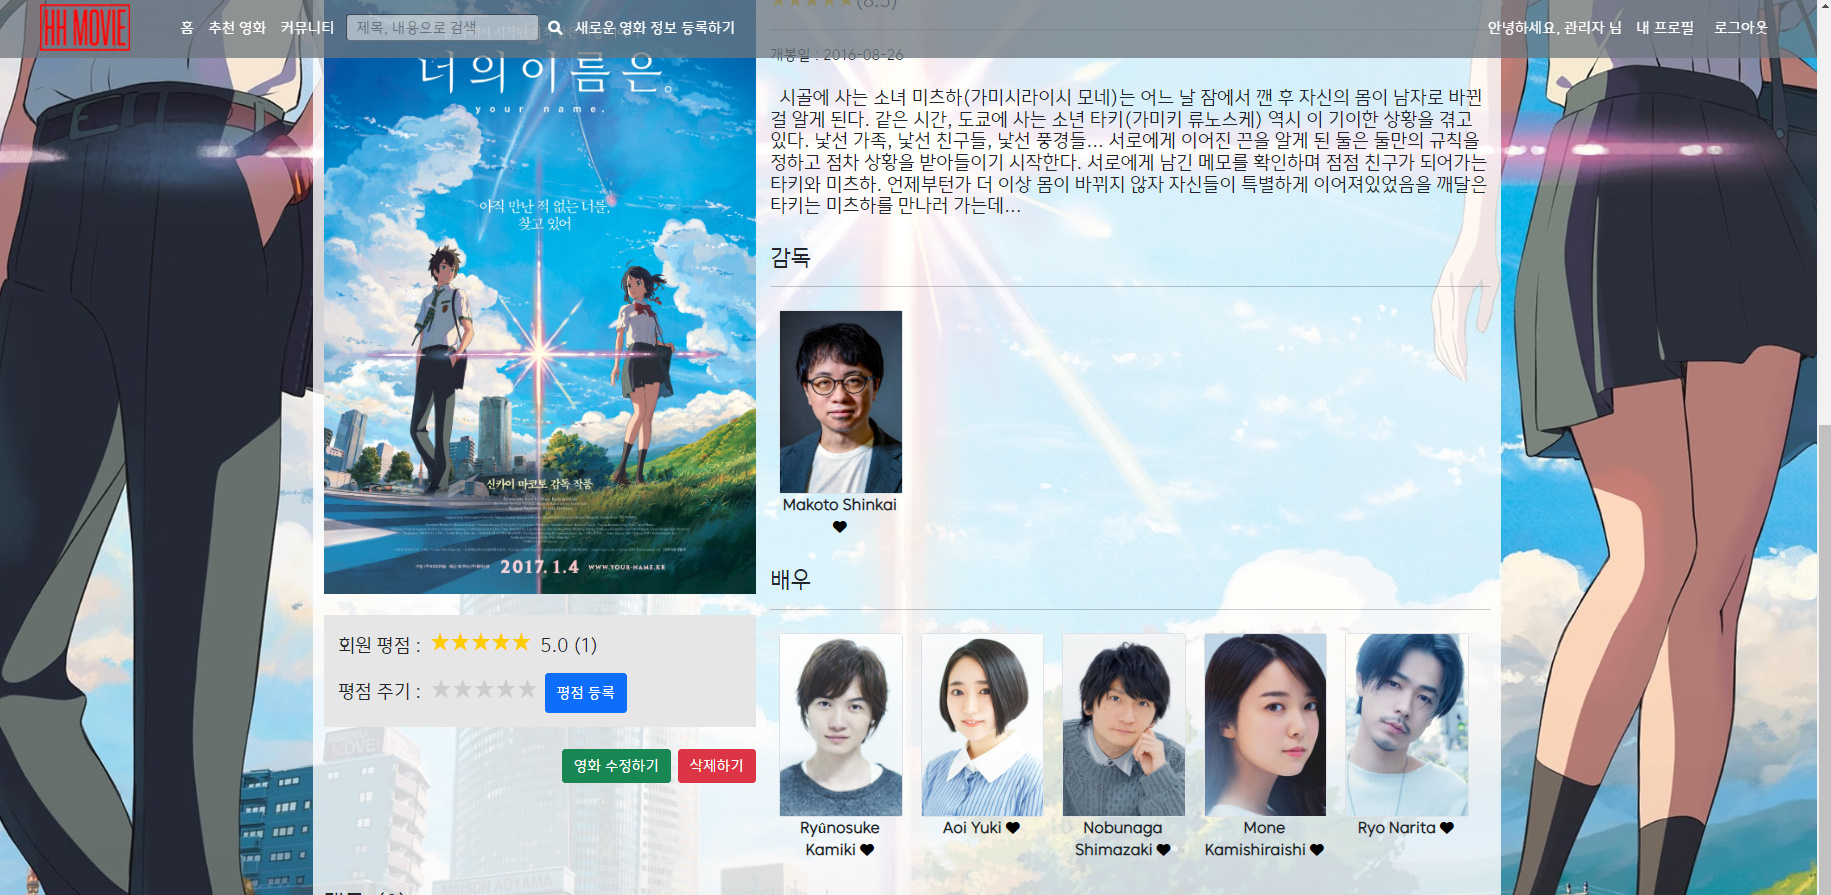 HH MOVIE
홈 추천 영화 커뮤니티 제목, 내용으로 검색 새로운 영화 정보 등록하기 안녕하세요, 관리자 님 내 프로필 로그아웃
너의 이름은。
your name.
아직 만난 적 없는 너를,
찾고 있어
신카이 마코토 감독 작품
2017. 1. 4 WWW.YOUR-NAME.KR
회원 평점 : ★★★★★ 5.0 (1)
평점 주기 : ★★★★★ 평점 등록
영화 수정하기 삭제하기
★★★★★(8.5)
개봉일 : 2016-08-26
시골에 사는 소녀 미츠하(가미시라이시 모네)는 어느 날 잠에서 깬 후 자신의 몸이 남자로 바뀐
걸 알게 된다. 같은 시간, 도쿄에 사는 소년 타키(가미키 류노스케) 역시 이 기이한 상황을 겪고
있다. 낯선 가족, 낯선 친구들, 낯선 풍경들... 서로에게 이어진 끈을 알게 된 둘은 둘만의 규칙을
정하고 점차 상황을 받아들이기 시작한다. 서로에게 남긴 메모를 확인하며 점점 친구가 되어가는
타키와 미츠하. 언제부턴가 더 이상 몸이 바뀌지 않자 자신들이 특별하게 이어져있었음을 깨달은
타키는 미츠하를 만나러 가는데...
감독
Makoto Shinkai
배우
Ryûnosuke
Kamiki
Aoi Yuki
Nobunaga
Shimazaki
Mone
Kamishiraishi
Ryo Narita
MAISON AOYAMA